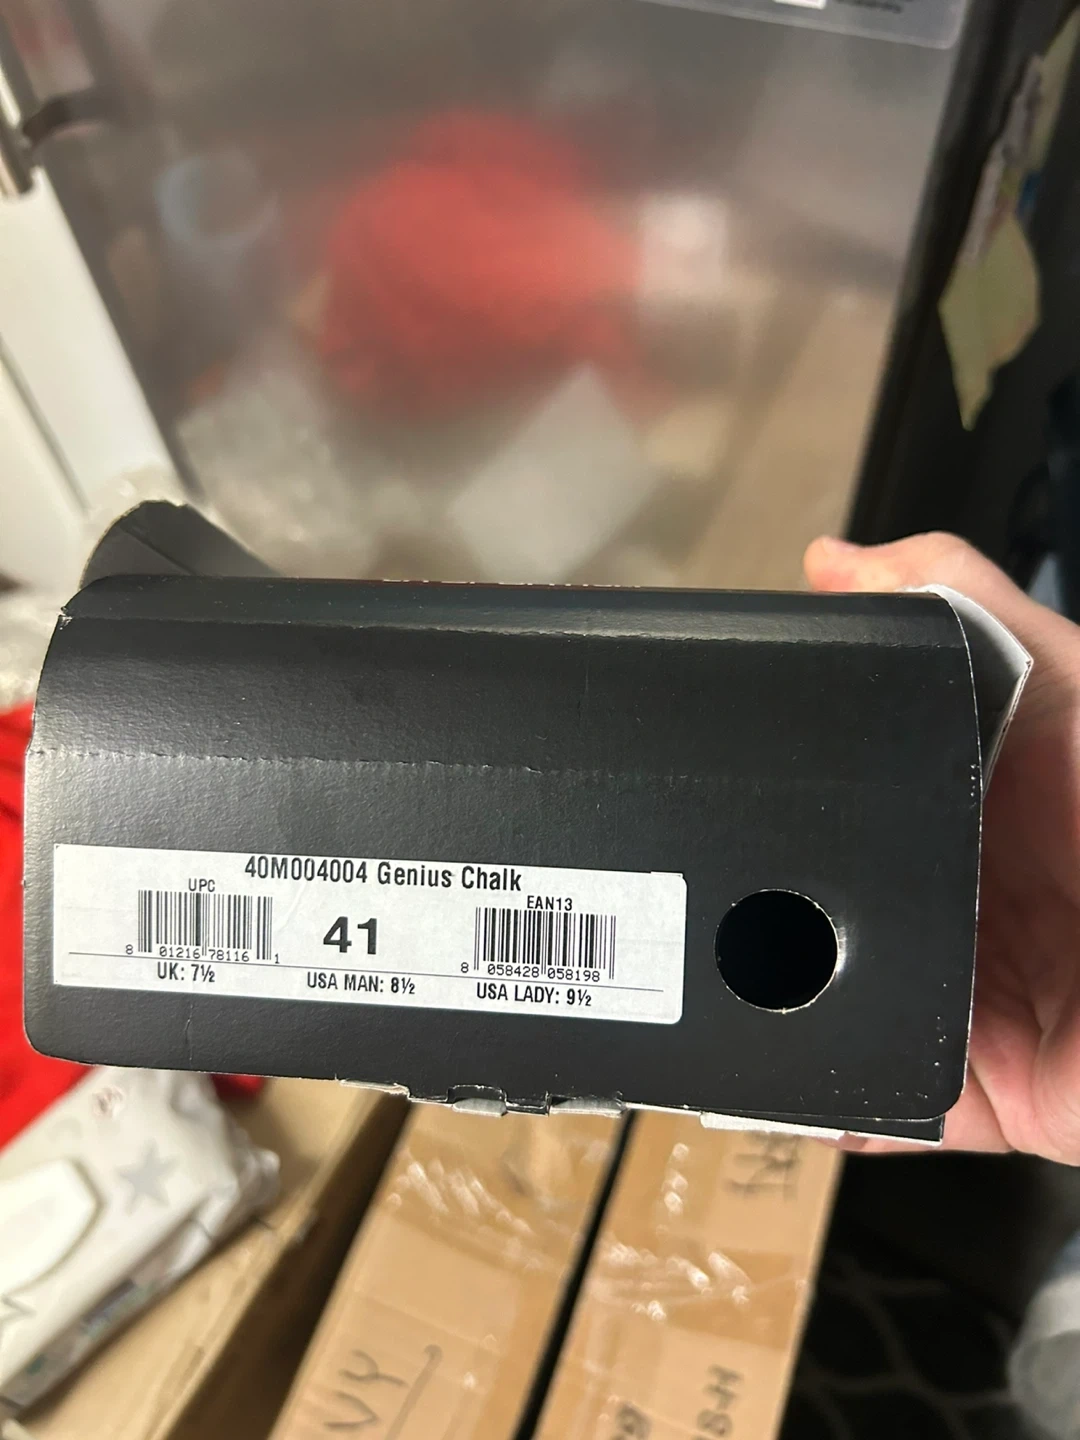 40M004004 Genius Chalk
UPC
EAN13
41
8 01216 78116 1
8 058428 058198
UK: 7½
USA MAN: 8½
USA LADY: 9½
VY